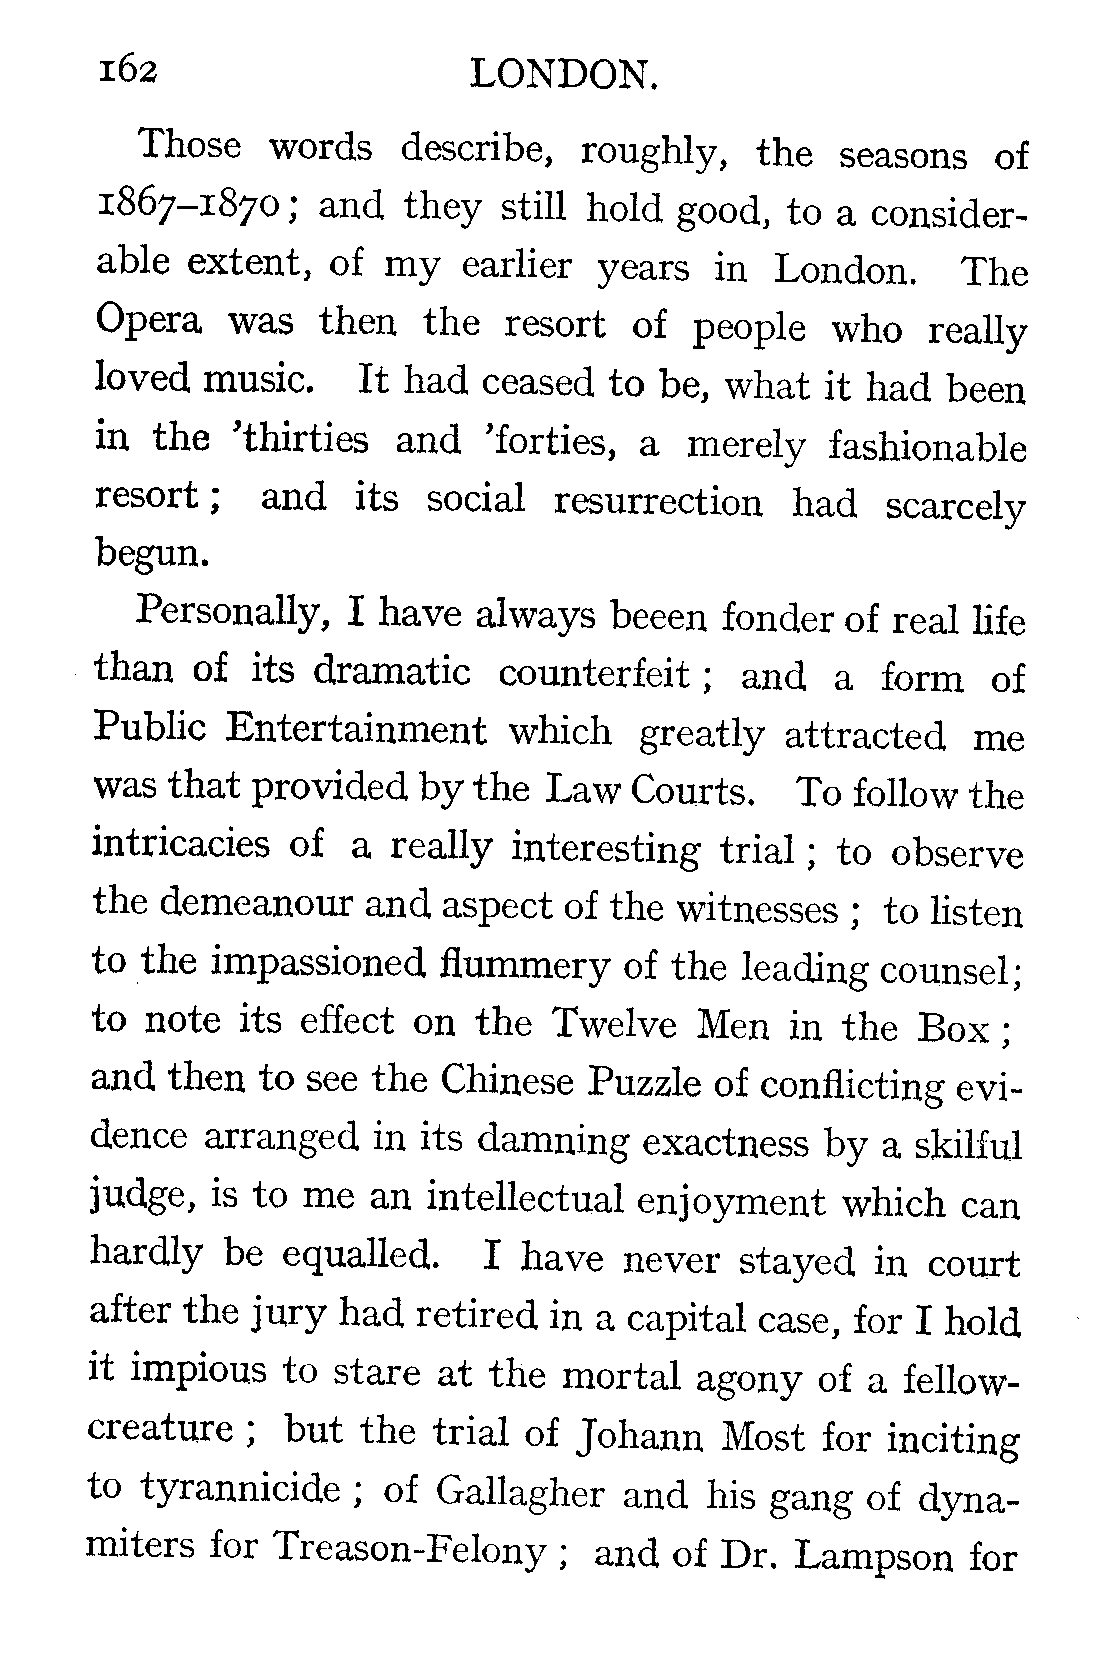 162 LONDON.
Those words describe, roughly, the seasons of
1867–1870; and they still hold good, to a consider-
able extent, of my earlier years in London. The
Opera was then the resort of people who really
loved music. It had ceased to be, what it had been
in the ’thirties and ’forties, a merely fashionable
resort; and its social resurrection had scarcely
begun.
Personally, I have always beeen fonder of real life
than of its dramatic counterfeit; and a form of
Public Entertainment which greatly attracted me
was that provided by the Law Courts. To follow the
intricacies of a really interesting trial; to observe
the demeanour and aspect of the witnesses; to listen
to the impassioned flummery of the leading counsel;
to note its effect on the Twelve Men in the Box;
and then to see the Chinese Puzzle of conflicting evi-
dence arranged in its damning exactness by a skilful
judge, is to me an intellectual enjoyment which can
hardly be equalled. I have never stayed in court
after the jury had retired in a capital case, for I hold
it impious to stare at the mortal agony of a fellow-
creature; but the trial of Johann Most for inciting
to tyrannicide; of Gallagher and his gang of dyna-
miters for Treason-Felony; and of Dr. Lampson for